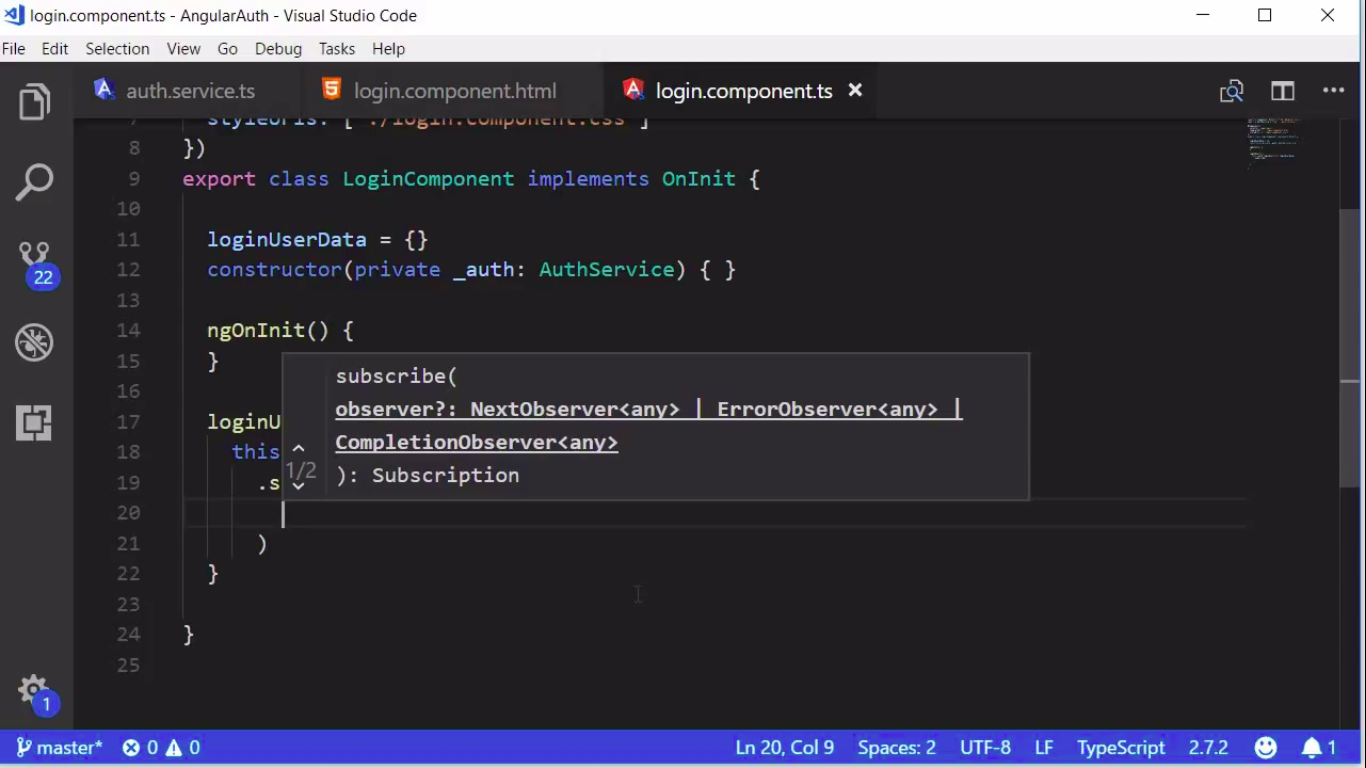 login.component.ts - AngularAuth - Visual Studio Code
File Edit Selection View Go Debug Tasks Help
auth.service.ts login.component.html login.component.ts
7 styleUrls: ['./login.component.css']
8 })
9 export class LoginComponent implements OnInit {
10
11 loginUserData = {}
12 constructor(private _auth: AuthService) { }
13
14 ngOnInit() {
15 }
16
17 loginU
18 this
19 .s
20
21 )
22 }
23
24 }
25
subscribe(
observer?: NextObserver<any> | ErrorObserver<any> |
CompletionObserver<any>
1/2
): Subscription
22
1
master* 0 0 Ln 20, Col 9 Spaces: 2 UTF-8 LF TypeScript 2.7.2 1